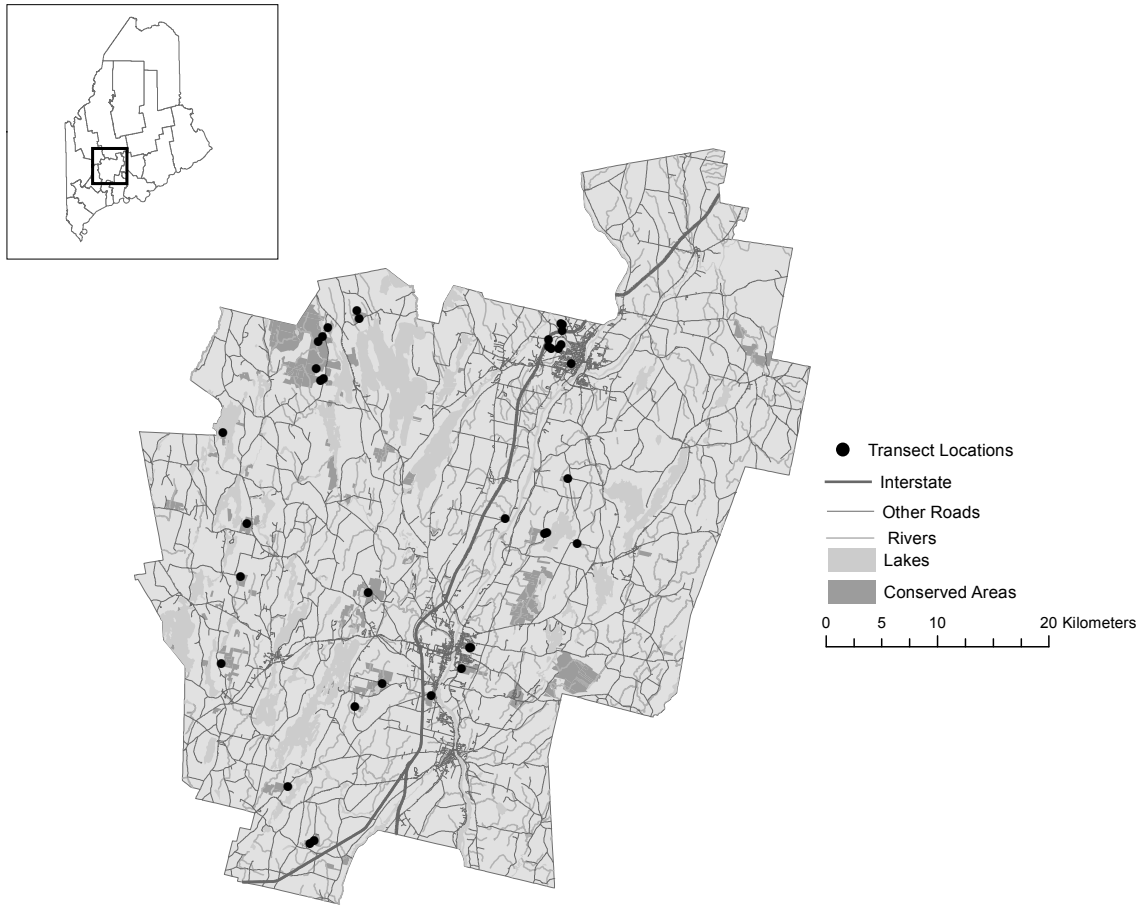 Transect Locations
Interstate
Other Roads
Rivers
Lakes
Conserved Areas
0 5 10 20 Kilometers